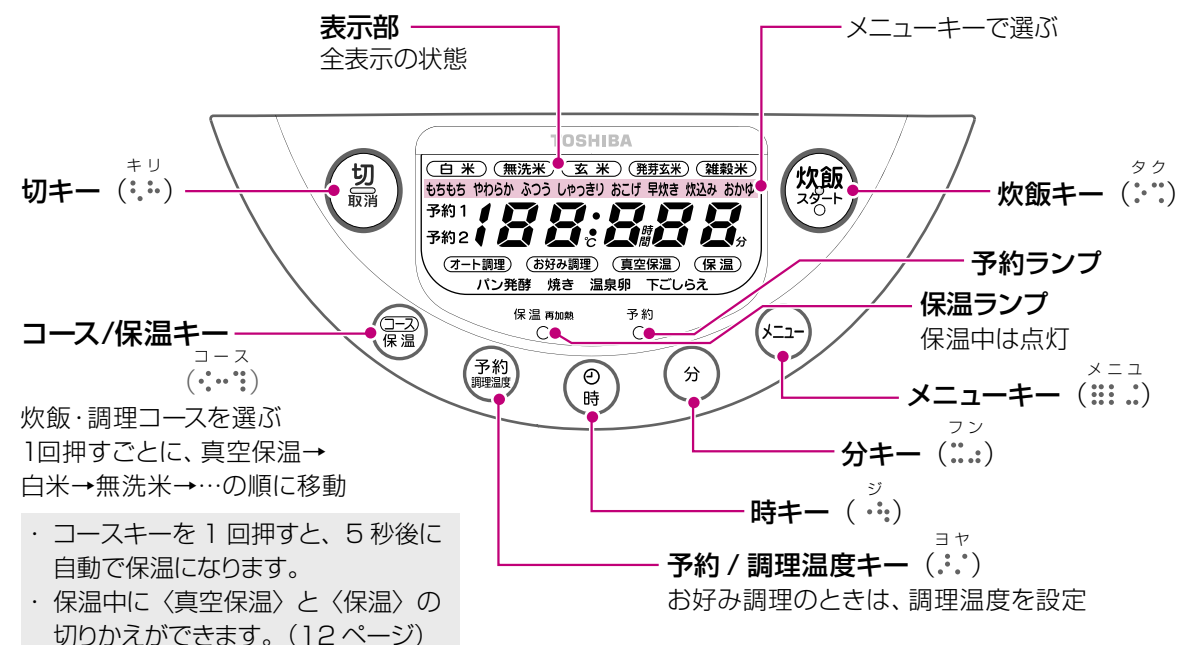 表示部
全表示の状態
メニューキーで選ぶ
TOSHIBA
白米 無洗米 玄米 発芽玄米 雑穀米
もちもち やわらか ふつう しゃっきり おこげ 早炊き 炊込み おかゆ
予約1
予約2
188:888
℃ 時間 分
オート調理 お好み調理 真空保温 保温
パン発酵 焼き 温泉卵 下ごしらえ
保温 再加熱 予約
切
取消
炊飯
スタート
キリ
切キー(⠣⠓)
タク
炊飯キー
予約ランプ
保温ランプ
保温中は点灯
コース
保温
予約
調理温度
時
分
メニュー
コース/保温キー
コース
炊飯・調理コースを選ぶ
1回押すごとに、真空保温→
白米→無洗米→…の順に移動
・ コースキーを 1 回押すと、5 秒後に
自動で保温になります。
・ 保温中に〈真空保温〉と〈保温〉の
切りかえができます。(12 ページ)
メニユ
メニューキー
フン
分キー
ジ
時キー
ヨヤ
予約 / 調理温度キー
お好み調理のときは、調理温度を設定